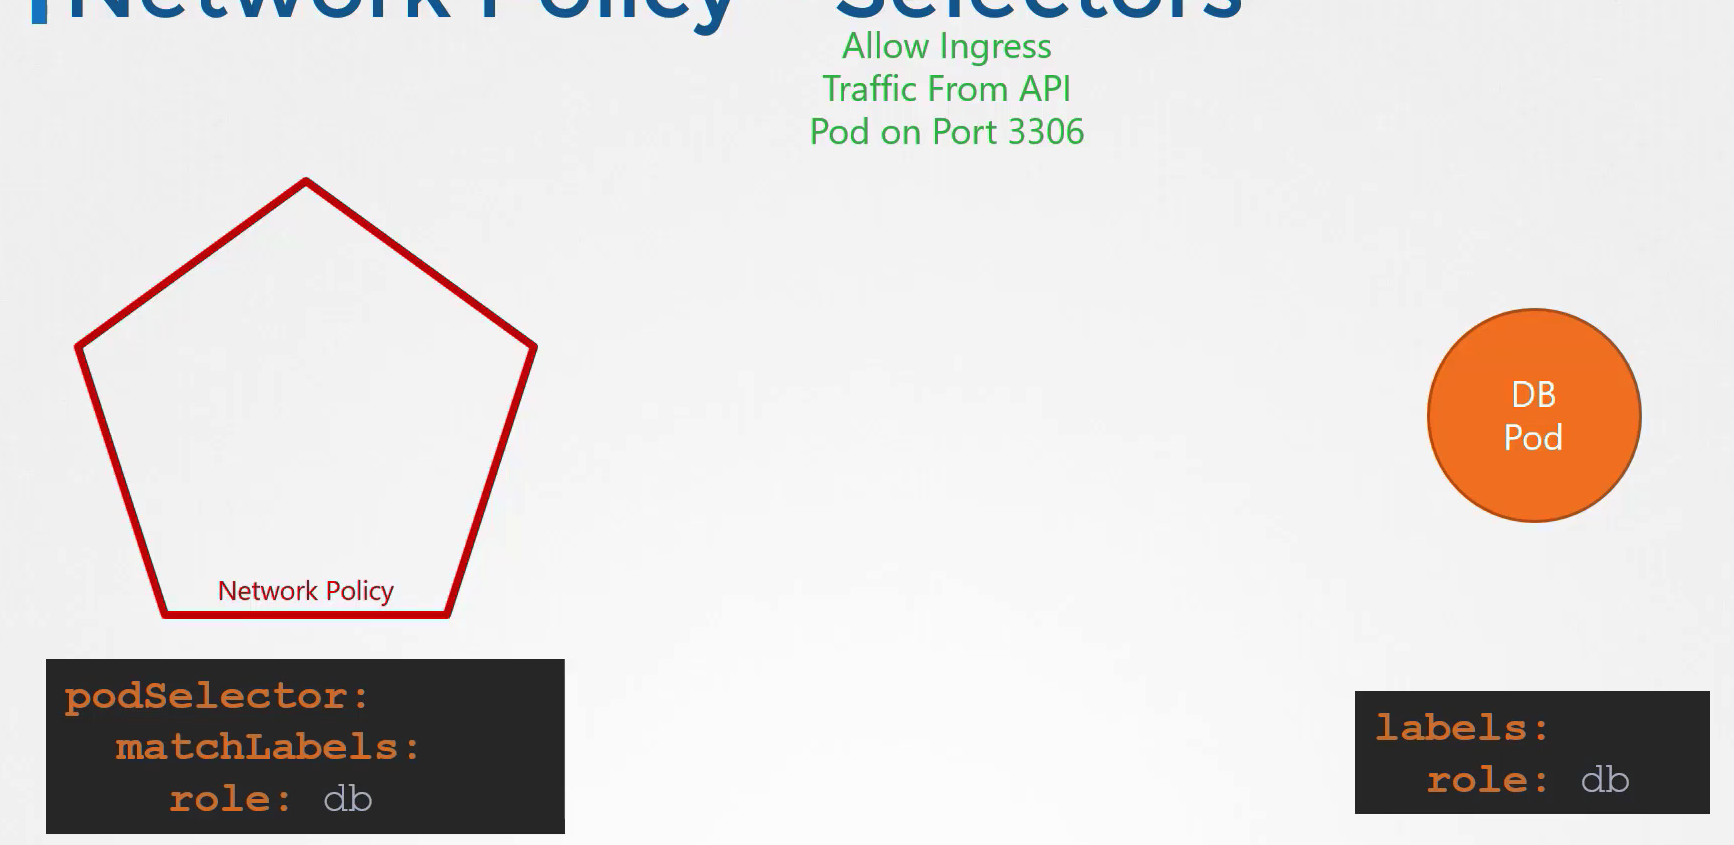 Network Policy - Selectors
Allow Ingress
Traffic From API
Pod on Port 3306
DB
Pod
Network Policy
podSelector:
  matchLabels:
    role: db
labels:
  role: db